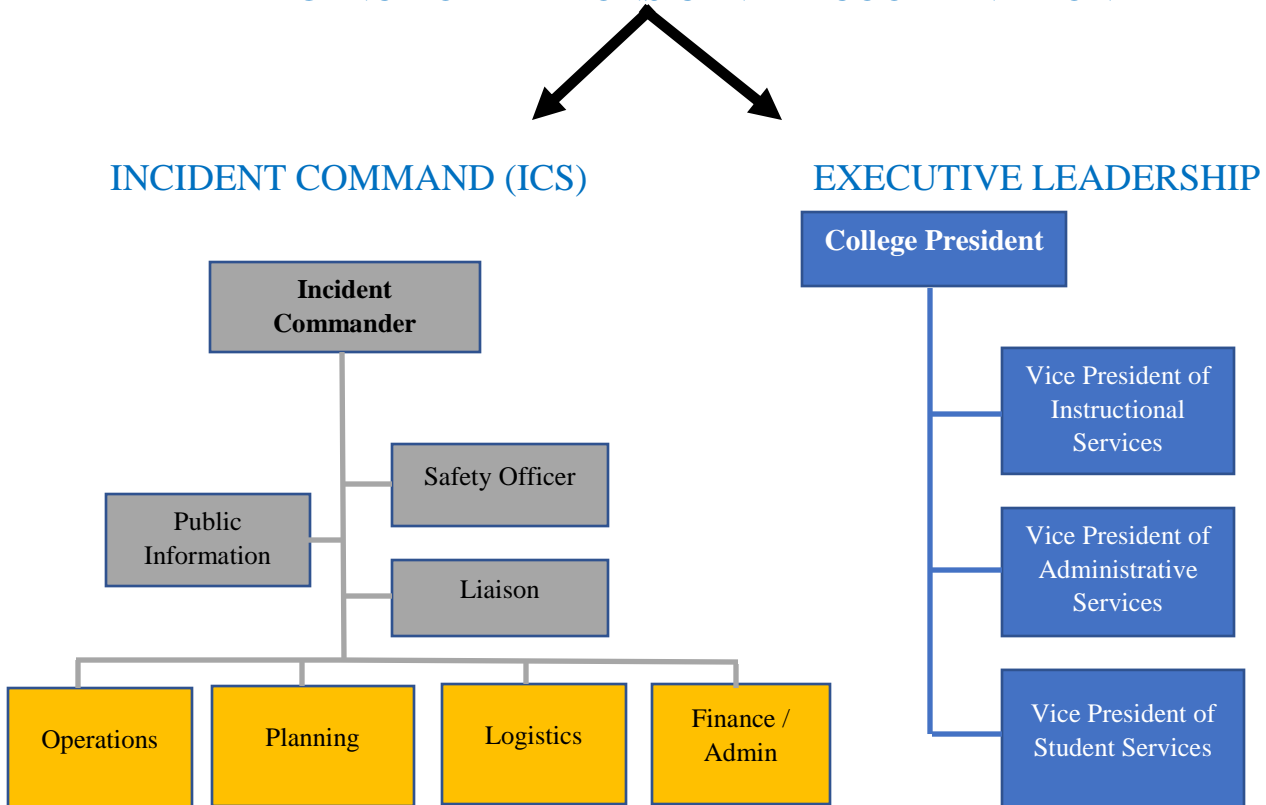 INCIDENT COMMAND (ICS)
EXECUTIVE LEADERSHIP
College President
Incident
Commander
Vice President of
Instructional
Services
Safety Officer
Public
Information
Vice President of
Administrative
Services
Liaison
Operations
Planning
Logistics
Finance /
Admin
Vice President of
Student Services